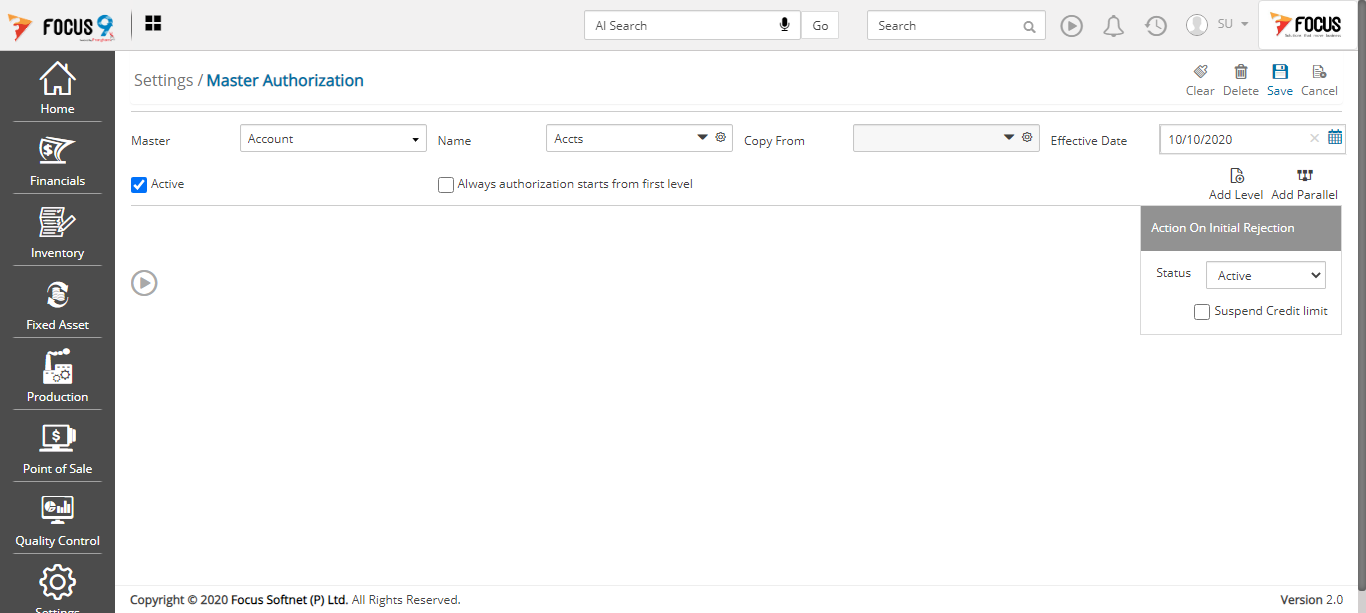 FOCUS 9
AI Search
Go
Search
SU
FOCUS
Home
Financials
Inventory
Fixed Asset
Production
Point of Sale
Quality Control
Settings
Settings / Master Authorization
Clear Delete Save Cancel
Master Account Name Accts Copy From Effective Date 10/10/2020
Active Always authorization starts from first level
Add Level Add Parallel
Action On Initial Rejection
Status Active
Suspend Credit limit
Copyright © 2020 Focus Softnet (P) Ltd. All Rights Reserved.
Version 2.0